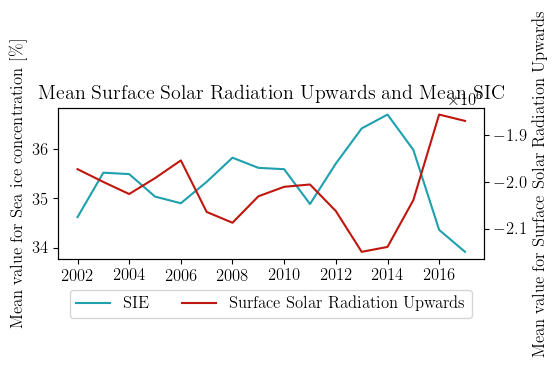 Mean Surface Solar Radiation Upwards and Mean SIC
Mean value for Sea ice concentration [%]
36
35
34
−1.9
−2.0
−2.1
Mean value for Surface Solar Radiation Upwards
2002 2004 2006 2008 2010 2012 2014 2016
SIE Surface Solar Radiation Upwards